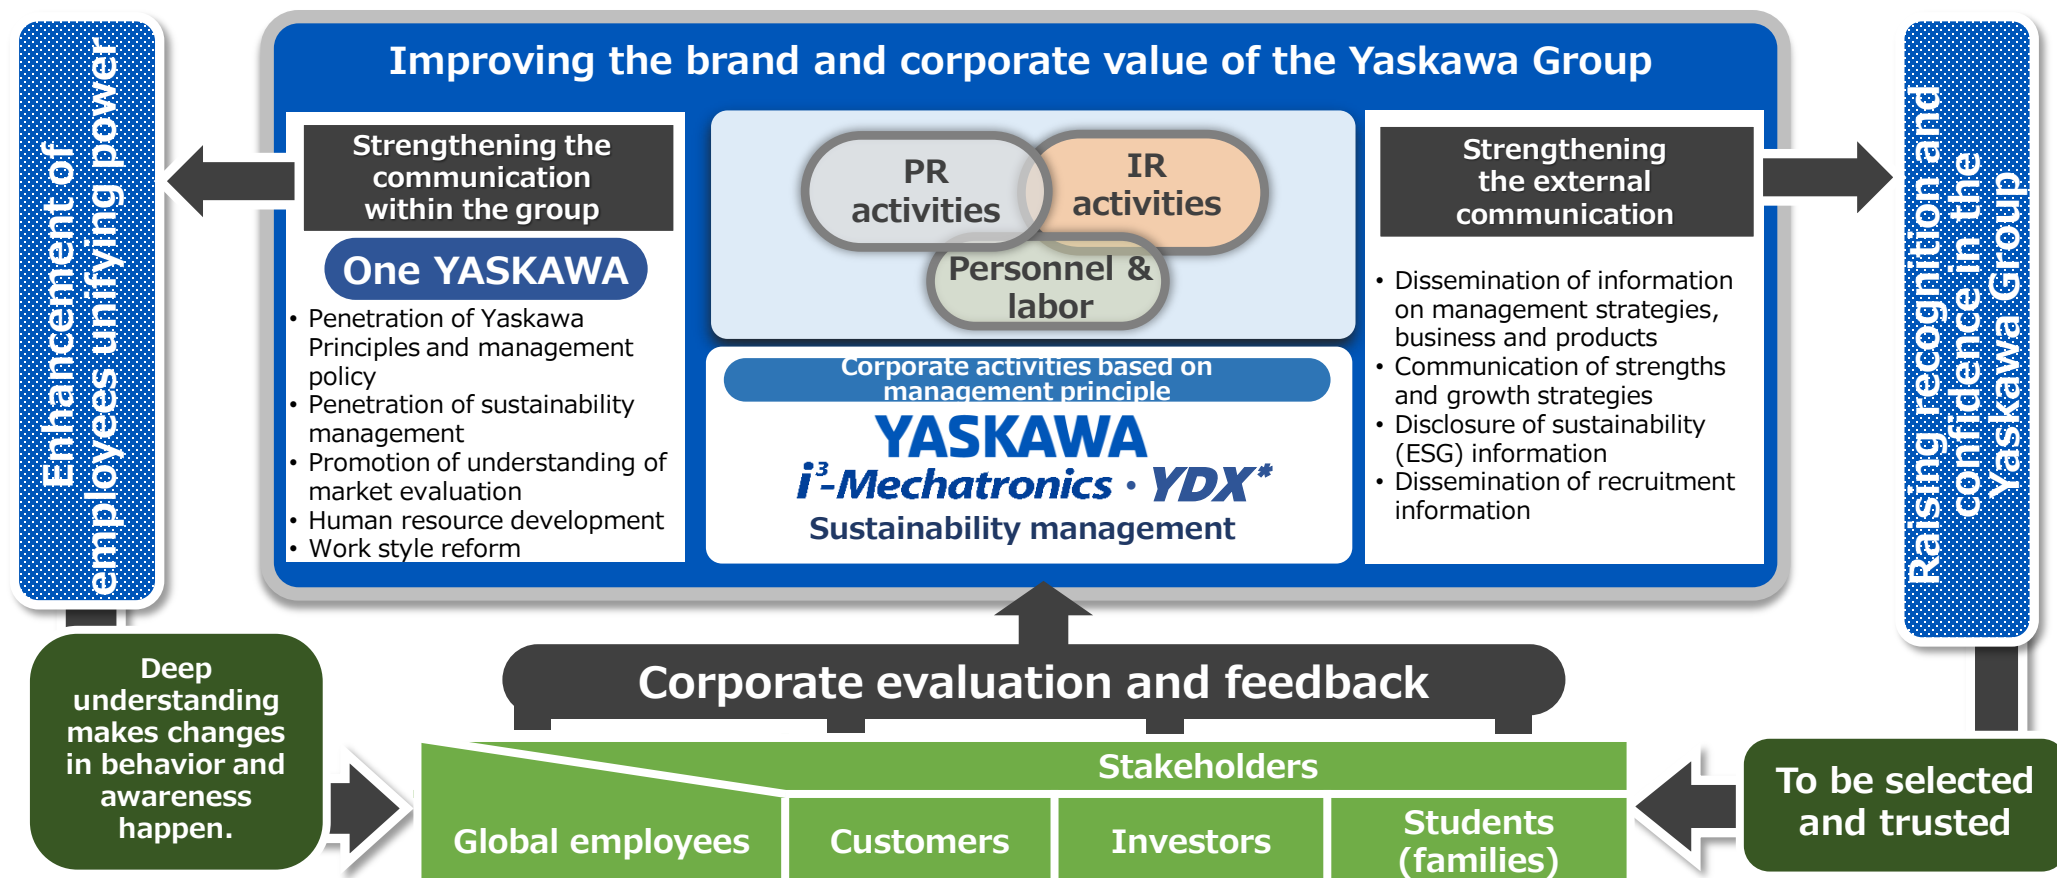 Improving the brand and corporate value of the Yaskawa Group
Enhancement of
employees unifying power
Strengthening the
communication
within the group
One YASKAWA
• Penetration of Yaskawa
Principles and management
policy
• Penetration of sustainability
management
• Promotion of understanding of
market evaluation
• Human resource development
• Work style reform
PR
activities
IR
activities
Personnel &
labor
Corporate activities based on
management principle
YASKAWA
i³-Mechatronics・YDX*
Sustainability management
Strengthening
the external
communication
• Dissemination of information
on management strategies,
business and products
• Communication of strengths
and growth strategies
• Disclosure of sustainability
(ESG) information
• Dissemination of recruitment
information
Raising recognition and
confidence in the
Yaskawa Group
Deep
understanding
makes changes
in behavior and
awareness
happen.
Corporate evaluation and feedback
Stakeholders
Global employees
Customers
Investors
Students
(families)
To be selected
and trusted